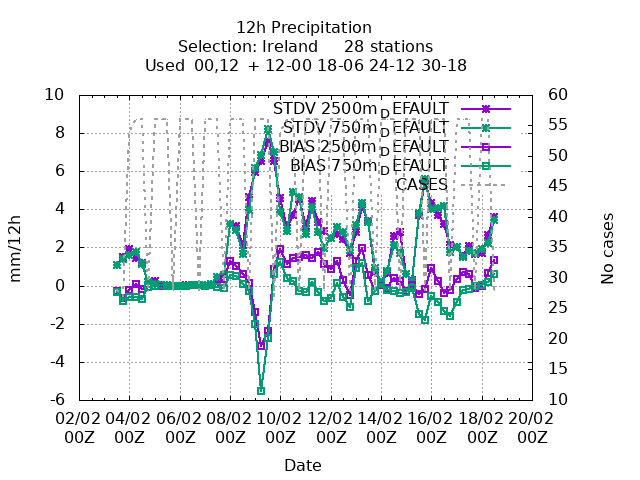 12h Precipitation
Selection: Ireland 28 stations
Used 00,12 + 12-00 18-06 24-12 30-18
STDV 2500m_DEFAULT
STDV 750m_DEFAULT
BIAS 2500m_DEFAULT
BIAS 750m_DEFAULT
CASES
mm/12h
10
8
6
4
2
0
-2
-4
-6
No cases
60
55
50
45
40
35
30
25
20
15
10
02/02 04/02 06/02 08/02 10/02 12/02 14/02 16/02 18/02 20/02
00Z 00Z 00Z 00Z 00Z 00Z 00Z 00Z 00Z 00Z
Date